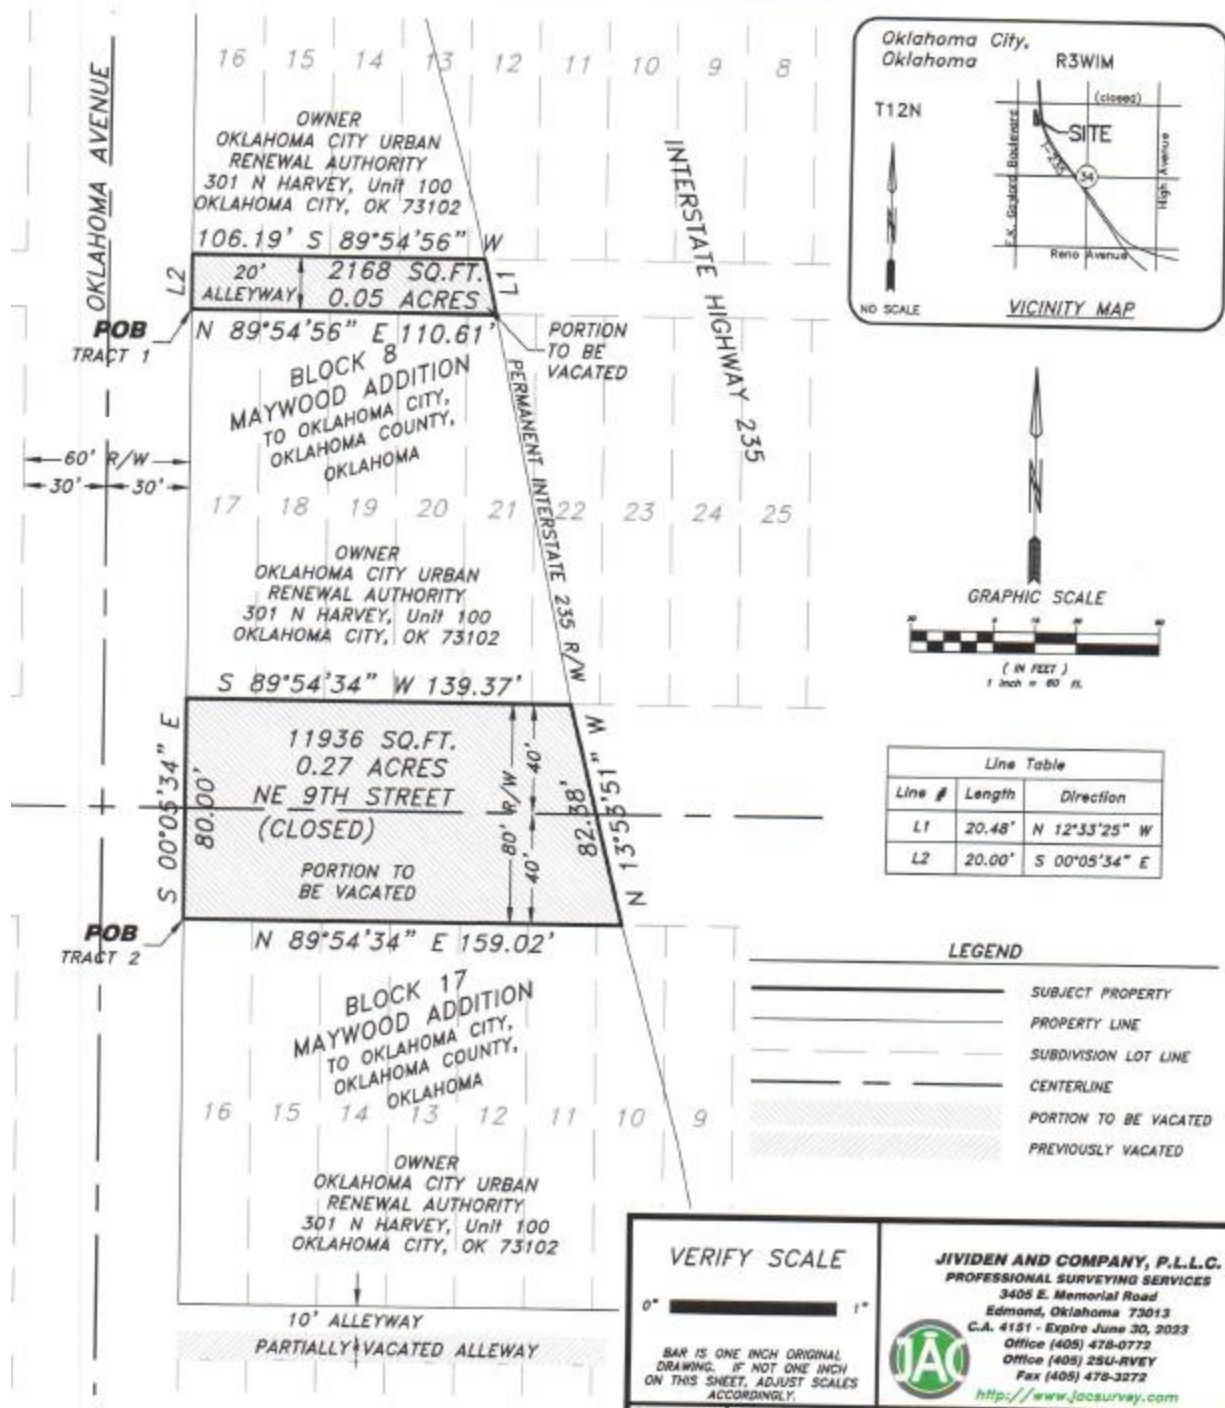 16 15 14 13 12 11 10 9 8
OKLAHOMA AVENUE
OWNER
OKLAHOMA CITY URBAN
RENEWAL AUTHORITY
301 N HARVEY, Unit 100
OKLAHOMA CITY, OK 73102
INTERSTATE HIGHWAY 235
106.19' S 89°54'56" W
L2
20'
ALLEYWAY
2168 SQ.FT.
0.05 ACRES
L1
POB
TRACT 1
N 89°54'56" E 110.61'
PORTION
TO BE
VACATED
BLOCK 8
MAYWOOD ADDITION
TO OKLAHOMA CITY,
OKLAHOMA COUNTY,
OKLAHOMA
PERMANENT INTERSTATE 235 R/W
60' R/W
30' 30'
17 18 19 20 21 22 23 24 25
OWNER
OKLAHOMA CITY URBAN
RENEWAL AUTHORITY
301 N HARVEY, Unit 100
OKLAHOMA CITY, OK 73102
S 89°54'34" W 139.37'
S 00°05'34" E
80.00'
11936 SQ.FT.
0.27 ACRES
NE 9TH STREET
(CLOSED)
PORTION TO
BE VACATED
80' R/W
40'
40'
82.38'
N 13°53'51" W
POB
TRACT 2
N 89°54'34" E 159.02'
BLOCK 17
MAYWOOD ADDITION
TO OKLAHOMA CITY,
OKLAHOMA COUNTY,
OKLAHOMA
16 15 14 13 12 11 10 9
OWNER
OKLAHOMA CITY URBAN
RENEWAL AUTHORITY
301 N HARVEY, Unit 100
OKLAHOMA CITY, OK 73102
10' ALLEYWAY
PARTIALLY VACATED ALLEWAY
Oklahoma City,
Oklahoma
R3WIM
T12N
(closed)
SITE
I-235
34
E.K. Gaylord Boulevard
High Avenue
Reno Avenue
N
NO SCALE
VICINITY MAP
N
GRAPHIC SCALE
( IN FEET )
1 inch = 60 ft.
Line Table
Line # Length Direction
L1 20.48' N 12°33'25" W
L2 20.00' S 00°05'34" E
LEGEND
SUBJECT PROPERTY
PROPERTY LINE
SUBDIVISION LOT LINE
CENTERLINE
PORTION TO BE VACATED
PREVIOUSLY VACATED
VERIFY SCALE
0" 1"
BAR IS ONE INCH ORIGINAL
DRAWING. IF NOT ONE INCH
ON THIS SHEET, ADJUST SCALES
ACCORDINGLY.
JIVIDEN AND COMPANY, P.L.L.C.
PROFESSIONAL SURVEYING SERVICES
3405 E. Memorial Road
Edmond, Oklahoma 73013
C.A. 4151 - Expire June 30, 2023
Office (405) 478-0772
Office (405) 2SU-RVEY
Fax (405) 478-3272
http://www.jacsurvey.com
JAC